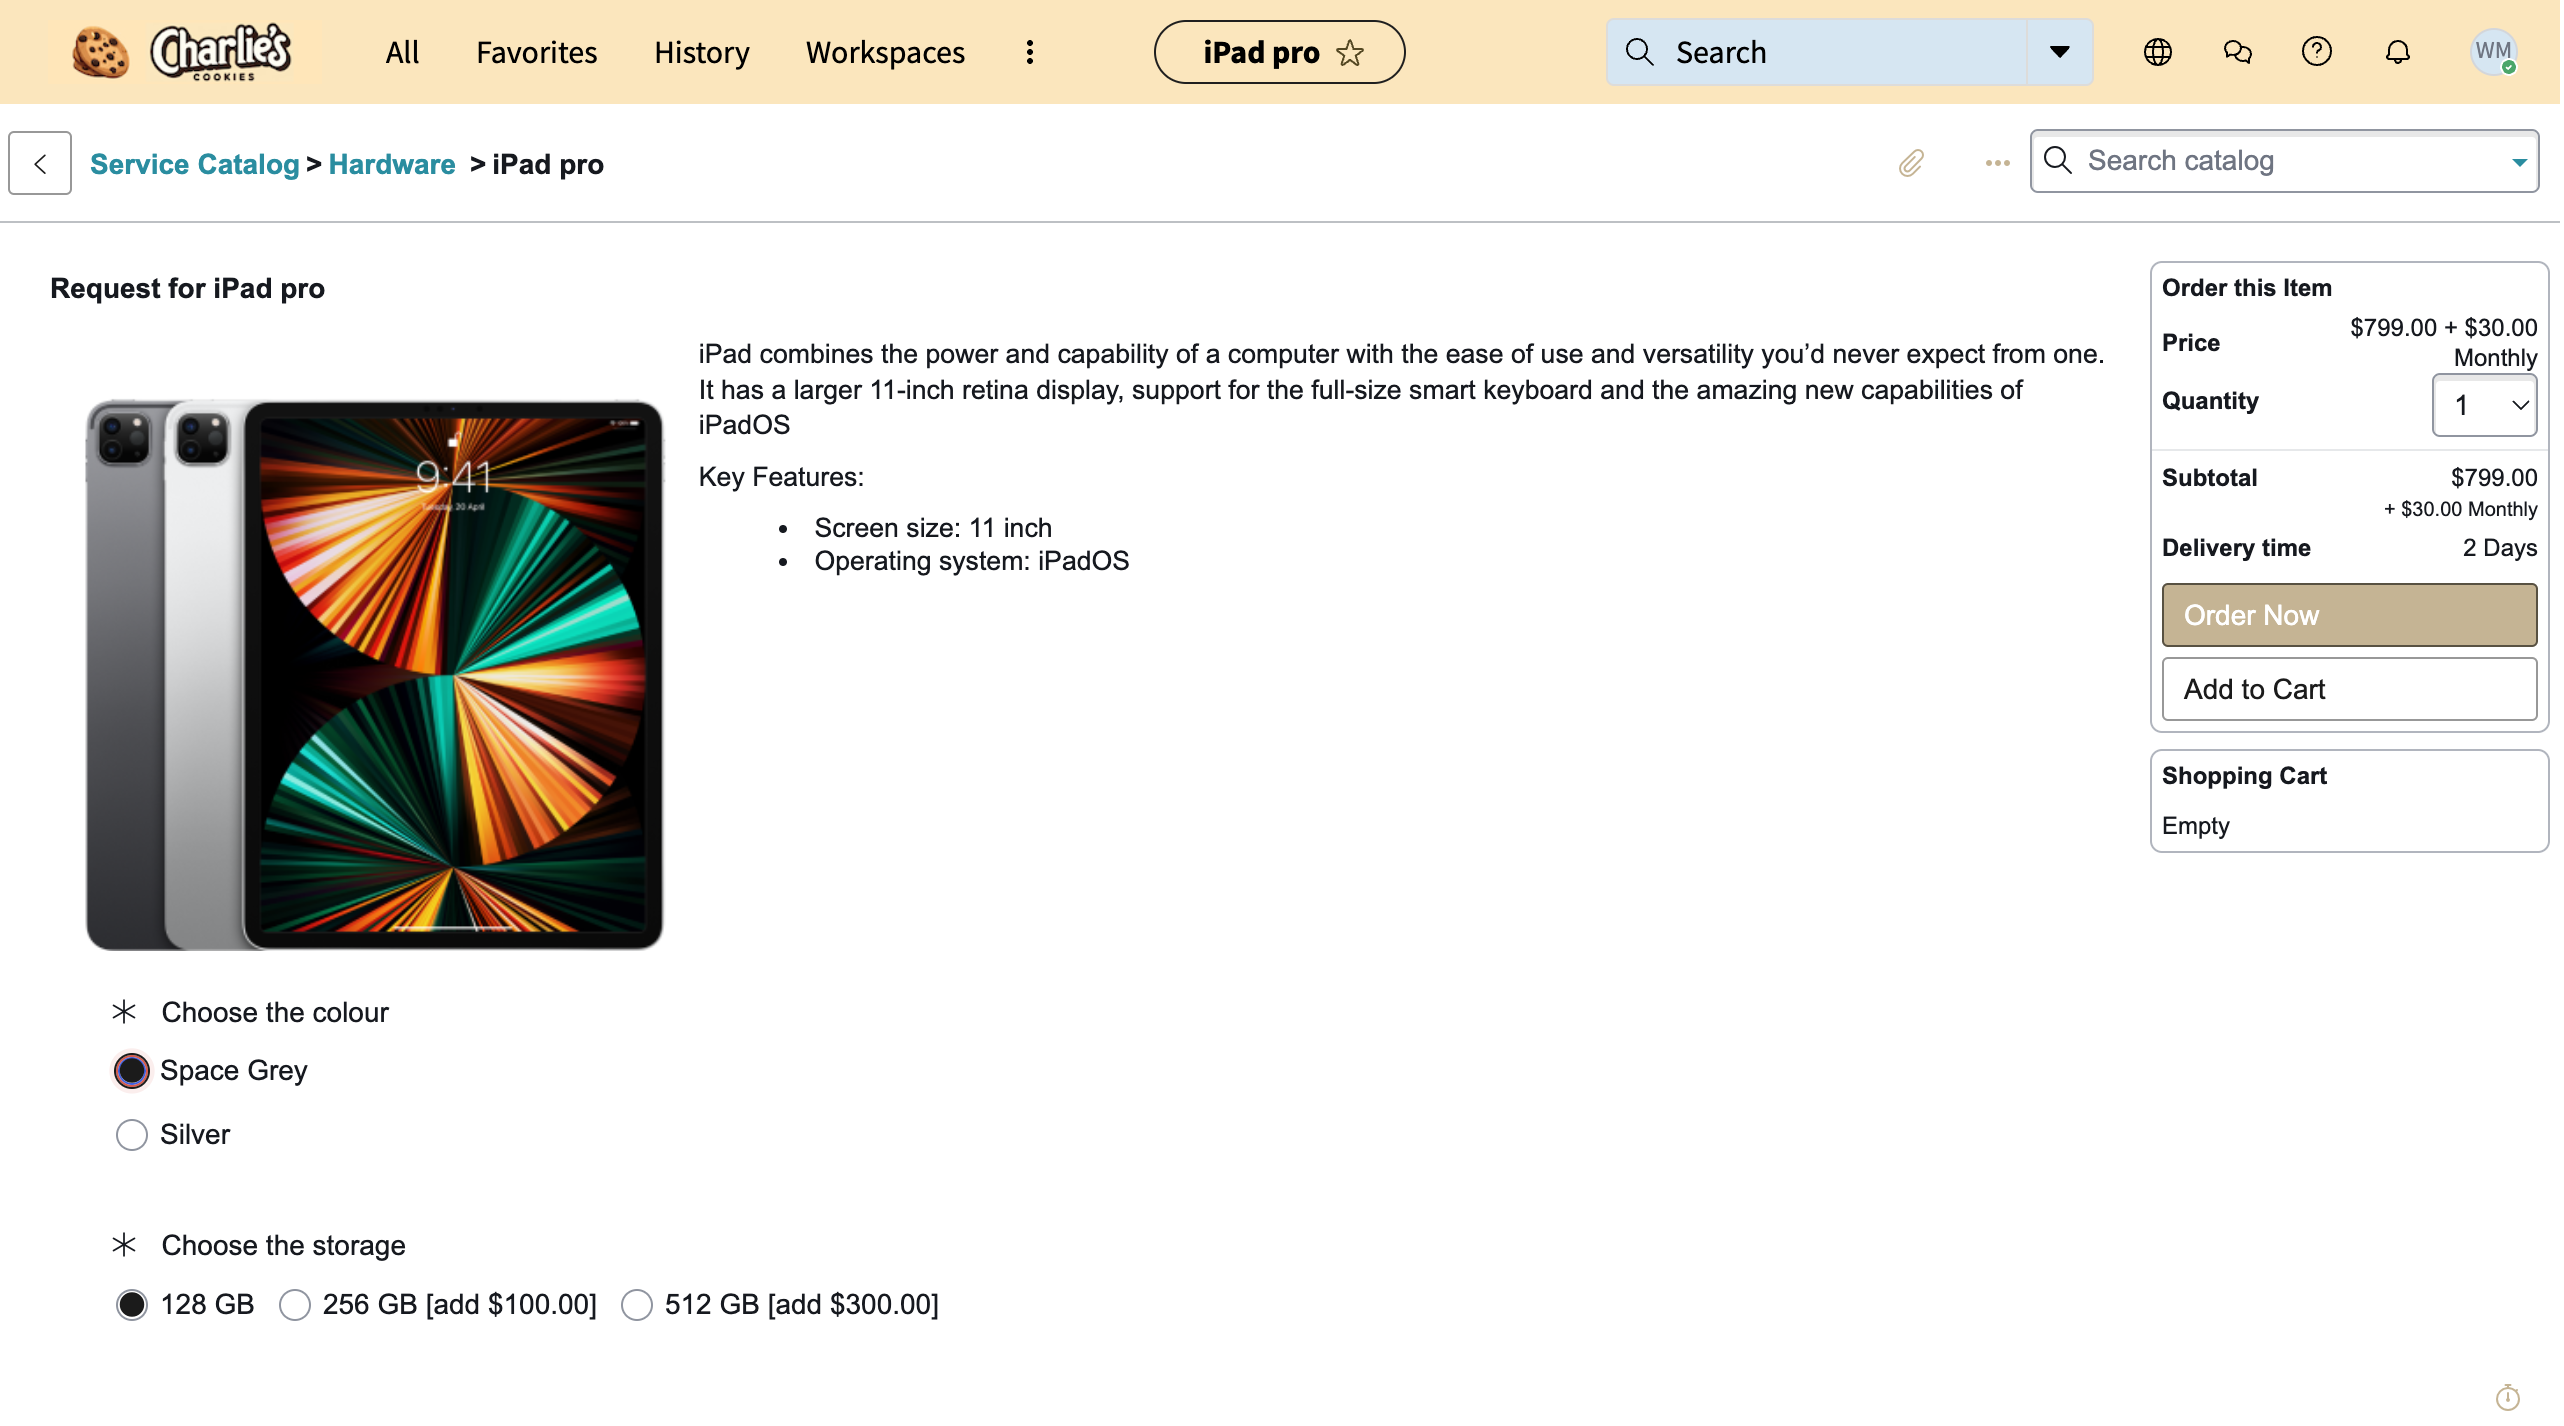 Charlie's
COOKIES
All
Favorites
History
Workspaces
iPad pro
Search
WM
Service Catalog > Hardware > iPad pro
Search catalog
Request for iPad pro
iPad combines the power and capability of a computer with the ease of use and versatility you’d never expect from one.
It has a larger 11-inch retina display, support for the full-size smart keyboard and the amazing new capabilities of
iPadOS
Key Features:
Screen size: 11 inch
Operating system: iPadOS
9:41
Tuesday, 20 April
Choose the colour
Space Grey
Silver
Choose the storage
128 GB
256 GB [add $100.00]
512 GB [add $300.00]
Order this Item
Price
$799.00 + $30.00
Monthly
Quantity
1
Subtotal
$799.00
+ $30.00 Monthly
Delivery time
2 Days
Order Now
Add to Cart
Shopping Cart
Empty